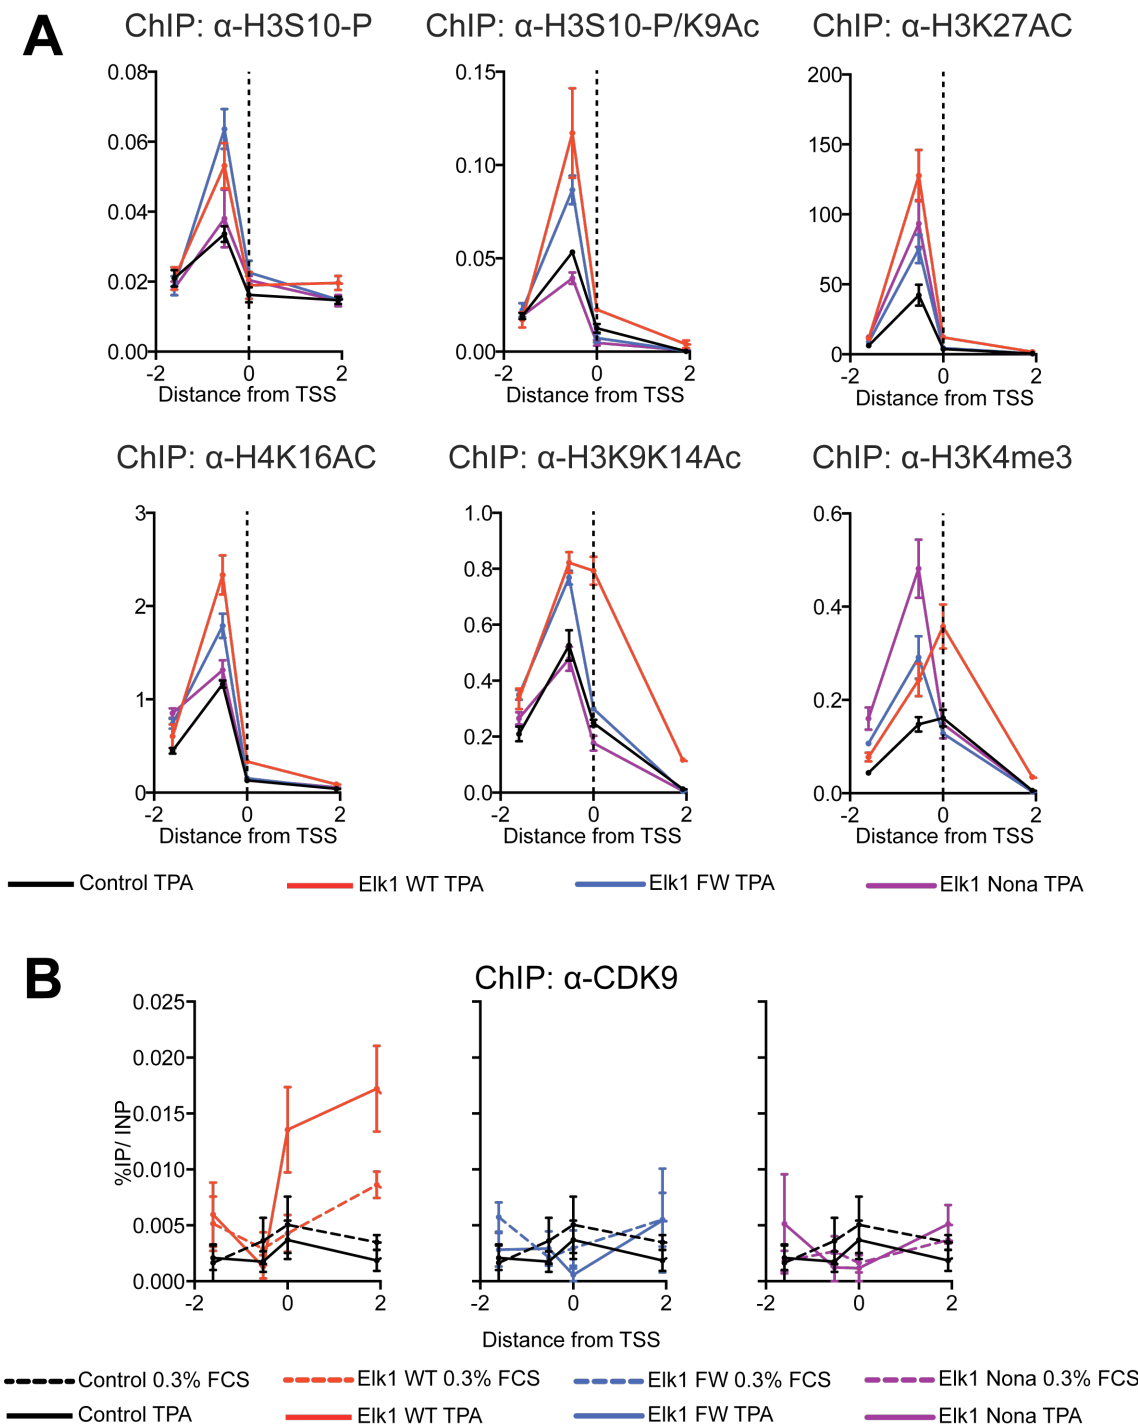 A
ChIP: α-H3S10-P
ChIP: α-H3S10-P/K9Ac
ChIP: α-H3K27AC
0.08
0.06
0.04
0.02
0.00
-2
0
2
Distance from TSS
0.15
0.10
0.05
0.00
-2
0
2
Distance from TSS
200
150
100
50
0
-2
0
2
Distance from TSS
ChIP: α-H4K16AC
ChIP: α-H3K9K14Ac
ChIP: α-H3K4me3
3
2
1
0
-2
0
2
Distance from TSS
1.0
0.8
0.6
0.4
0.2
0.0
-2
0
2
Distance from TSS
0.6
0.4
0.2
0.0
-2
0
2
Distance from TSS
Control TPA
Elk1 WT TPA
Elk1 FW TPA
Elk1 Nona TPA
B
ChIP: α-CDK9
%IP/ INP
0.025
0.020
0.015
0.010
0.005
0.000
-2
0
2
-2
0
2
-2
0
2
Distance from TSS
Control 0.3% FCS
Elk1 WT 0.3% FCS
Elk1 FW 0.3% FCS
Elk1 Nona 0.3% FCS
Control TPA
Elk1 WT TPA
Elk1 FW TPA
Elk1 Nona TPA